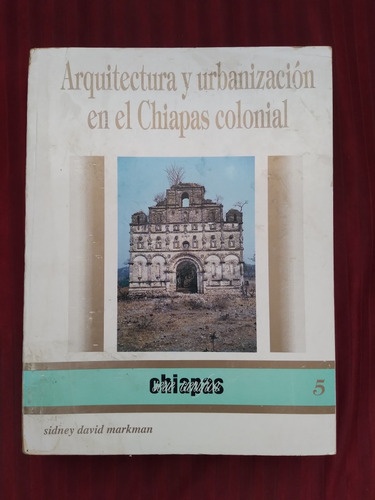 Arquitectura y urbanización
en el Chiapas colonial
chiapas
5
sidney david markman